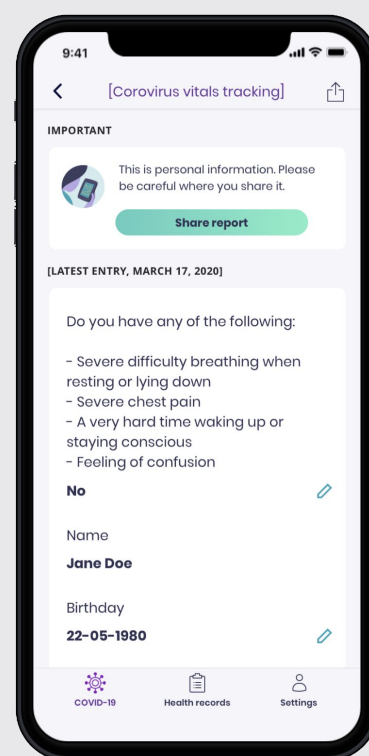 9:41
[Corovirus vitals tracking]
IMPORTANT
This is personal information. Please
be careful where you share it.
Share report
[LATEST ENTRY, MARCH 17, 2020]
Do you have any of the following:
- Severe difficulty breathing when
resting or lying down
- Severe chest pain
- A very hard time waking up or
staying conscious
- Feeling of confusion
No
Name
Jane Doe
Birthday
22-05-1980
COVID-19
Health records
Settings